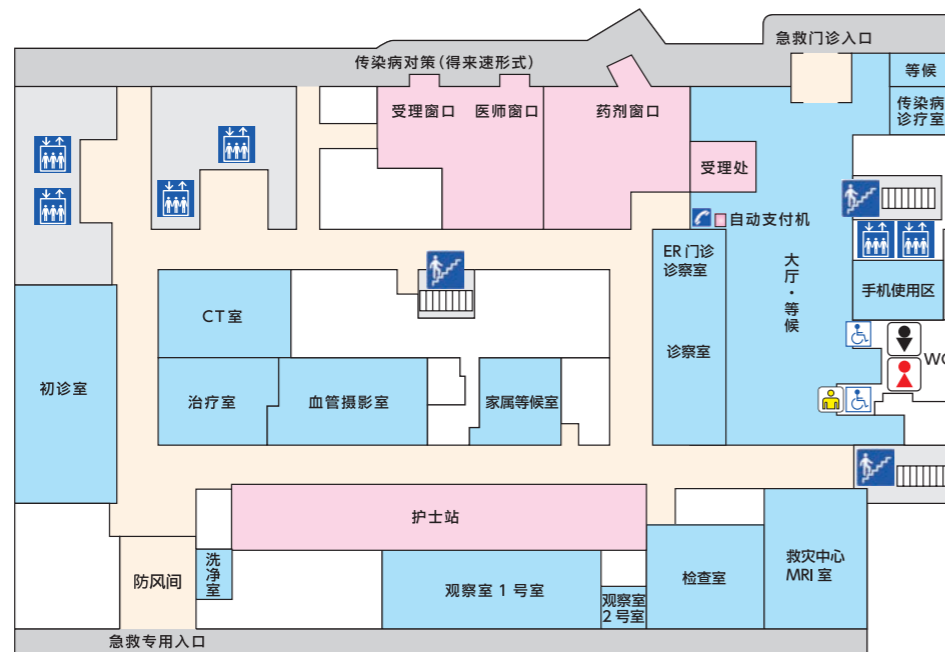 急救门诊入口
传染病对策(得来速形式)
等候
受理窗口
医师窗口
药剂窗口
传染病
诊疗室
受理处
自动支付机
ER 门诊
诊察室
大厅・等候
手机使用区
CT 室
诊察室
WC
初诊室
治疗室
血管摄影室
家属等候室
护士站
防风间
洗净室
观察室 1 号室
观察室
2 号室
检查室
救灾中心
MRI 室
急救专用入口